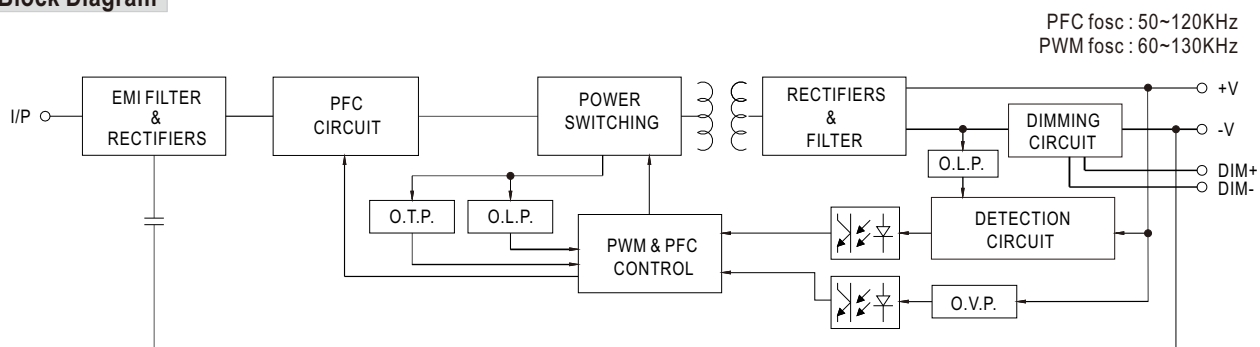 Block Diagram
PFC fosc : 50~120KHz
PWM fosc : 60~130KHz
I/P
EMI FILTER
&
RECTIFIERS
PFC
CIRCUIT
POWER
SWITCHING
RECTIFIERS
&
FILTER
+V
-V
DIMMING
CIRCUIT
DIM+
DIM-
O.L.P.
O.T.P.
O.L.P.
PWM & PFC
CONTROL
DETECTION
CIRCUIT
O.V.P.